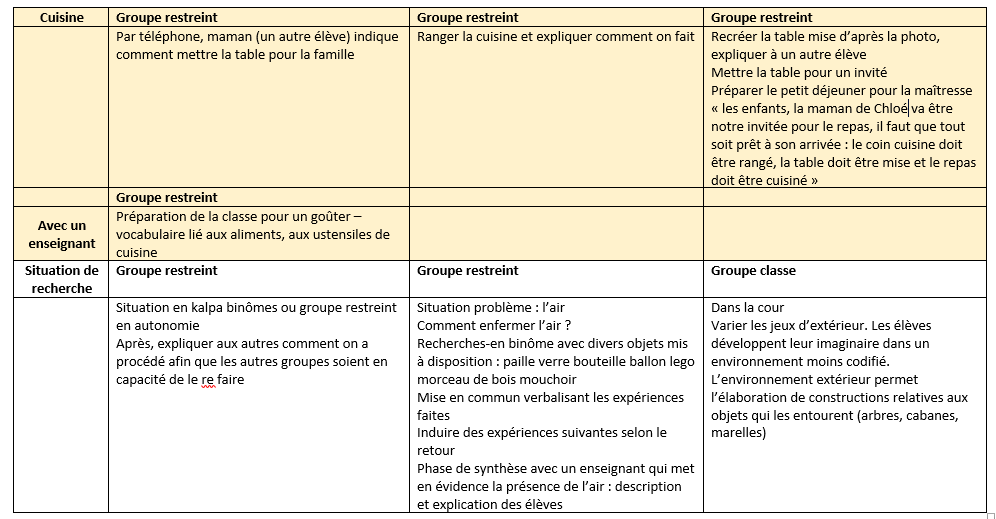 Cuisine
Groupe restreint
Groupe restreint
Groupe restreint
Par téléphone, maman (un autre élève) indique
comment mettre la table pour la famille
Ranger la cuisine et expliquer comment on fait
Recréer la table mise d’après la photo,
expliquer à un autre élève
Mettre la table pour un invité
Préparer le petit déjeuner pour la maîtresse
« les enfants, la maman de Chloé va être
notre invitée pour le repas, il faut que tout
soit prêt à son arrivée : le coin cuisine doit
être rangé, la table doit être mise et le repas
doit être cuisiné »
Groupe restreint
Avec un
enseignant
Préparation de la classe pour un goûter –
vocabulaire lié aux aliments, aux ustensiles de
cuisine
Situation de
recherche
Groupe restreint
Groupe restreint
Groupe classe
Situation en kalpa binômes ou groupe restreint
en autonomie
Après, expliquer aux autres comment on a
procédé afin que les autres groupes soient en
capacité de le re faire
Situation problème : l’air
Comment enfermer l’air ?
Recherches-en binôme avec divers objets mis
à disposition : paille verre bouteille ballon lego
morceau de bois mouchoir
Mise en commun verbalisant les expériences
faites
Induire des expériences suivantes selon le
retour
Phase de synthèse avec un enseignant qui met
en évidence la présence de l’air : description
et explication des élèves
Dans la cour
Varier les jeux d’extérieur. Les élèves
développent leur imaginaire dans un
environnement moins codifié.
L’environnement extérieur permet
l’élaboration de constructions relatives aux
objets qui les entourent (arbres, cabanes,
marelles)